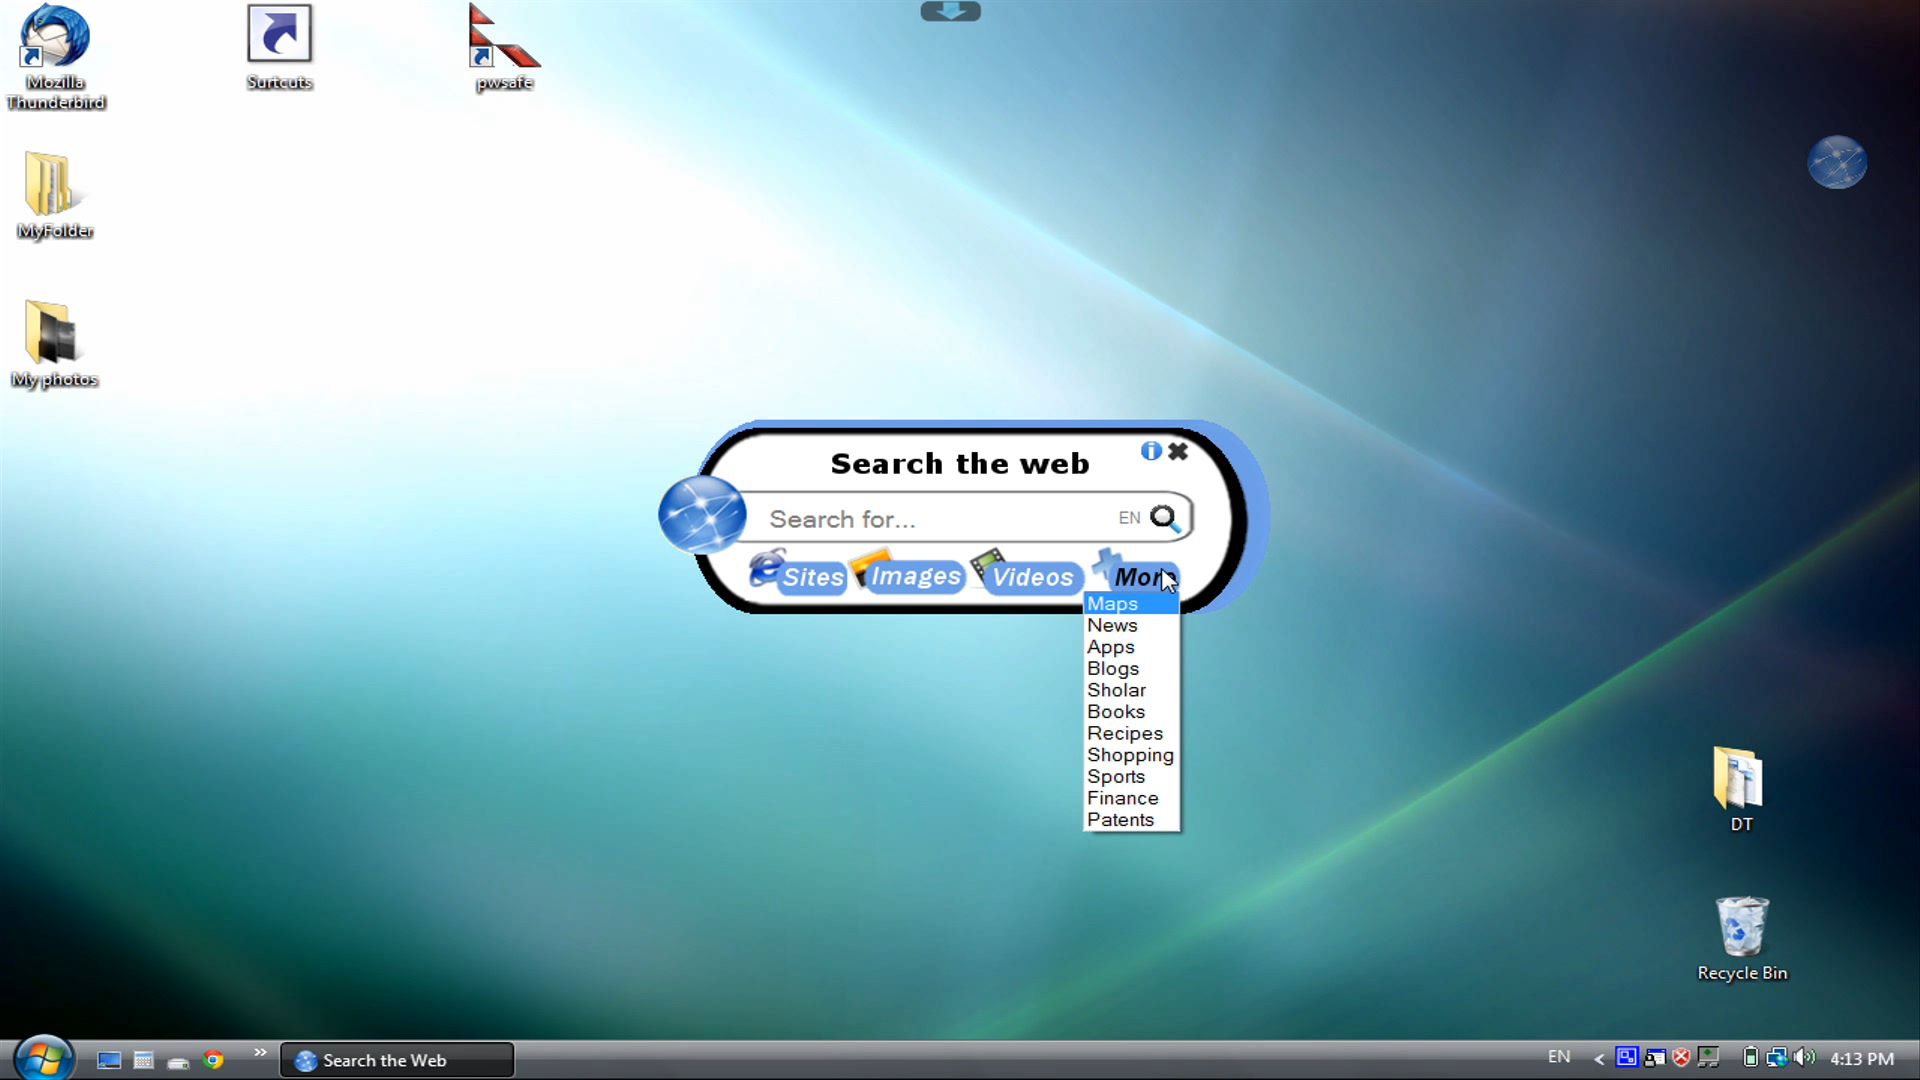 Mozilla
Thunderbird
Surtcuts
pwsafe
MyFolder
My photos
Search the web
Search for...
EN
Sites
Images
Videos
More
Maps
News
Apps
Blogs
Sholar
Books
Recipes
Shopping
Sports
Finance
Patents
DT
Recycle Bin
Search the Web
EN
4:13 PM